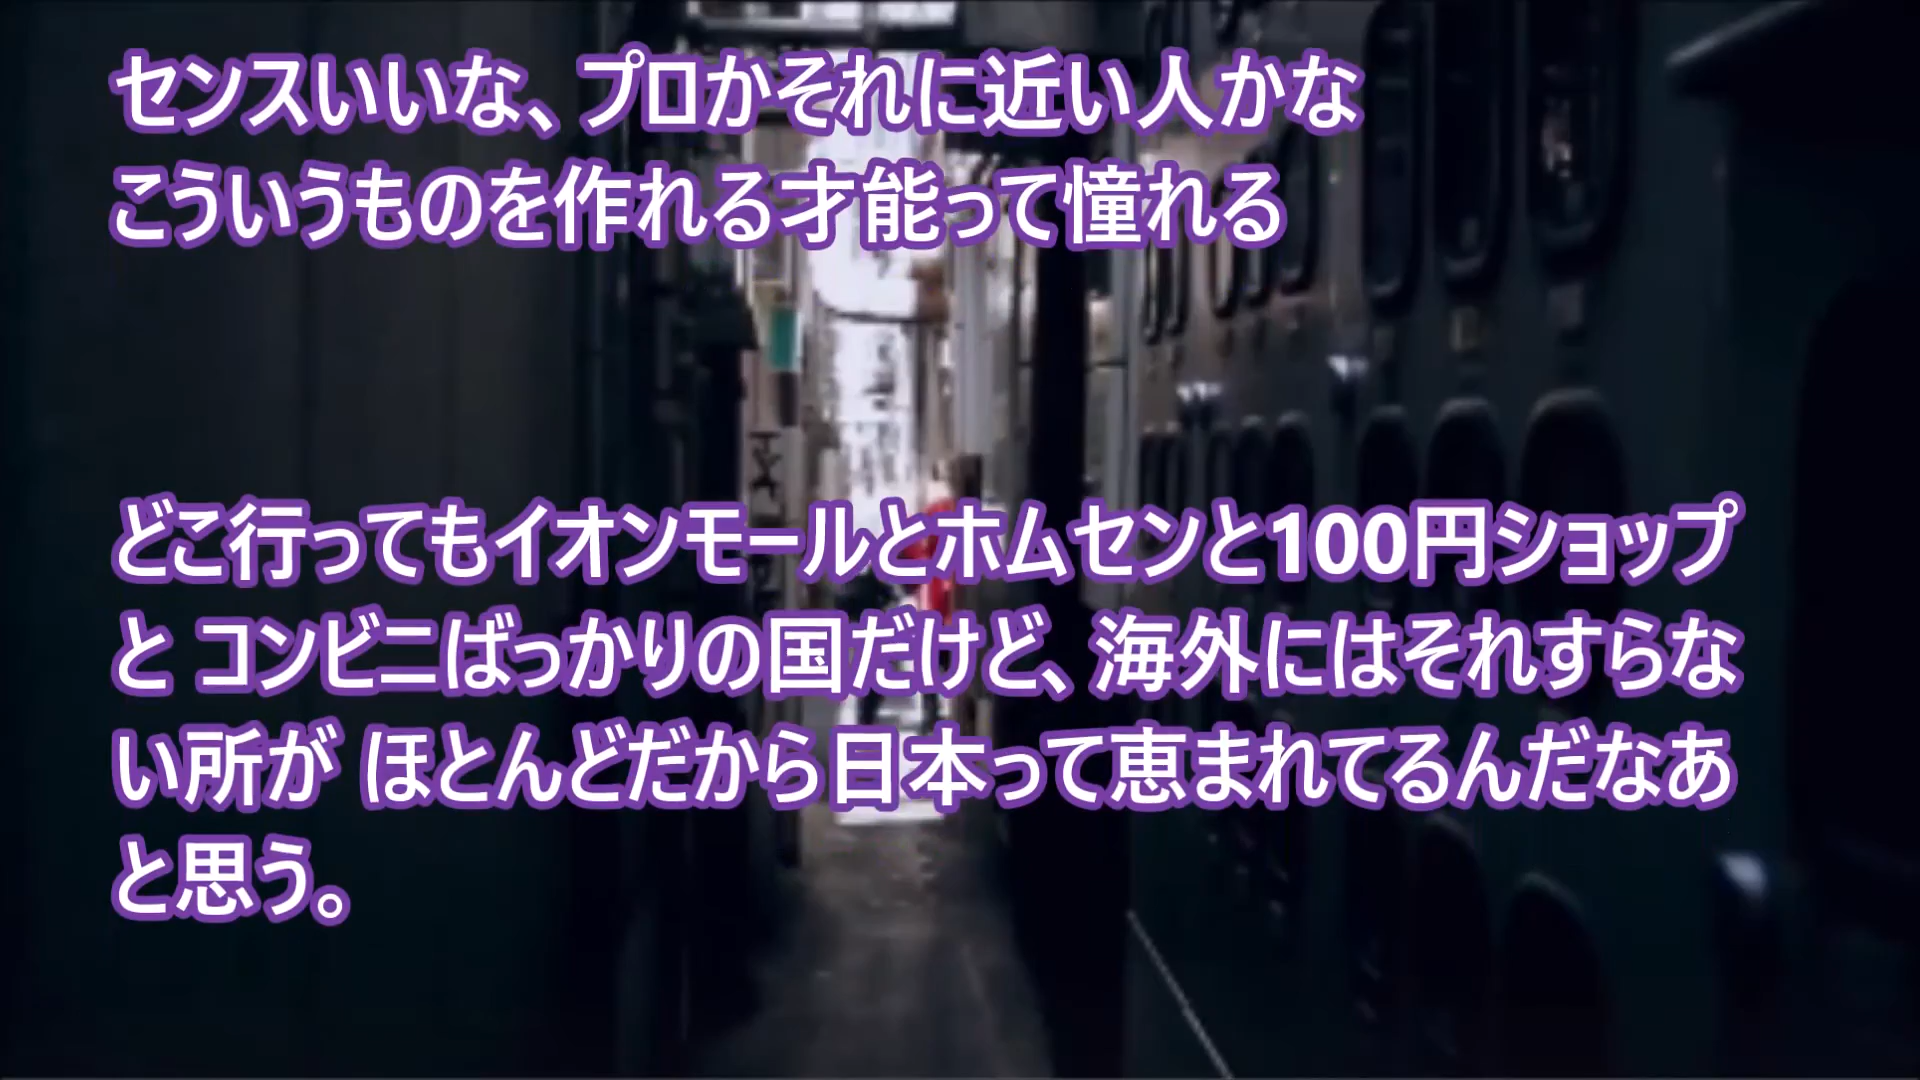 センスいいな、プロかそれに近い人かな
こういうものを作れる才能って憧れる
どこ行ってもイオンモールとホムセンと100円ショップ
と コンビニばっかりの国だけど、海外にはそれすらな
い所が ほとんどだから日本って恵まれてるんだなあ
と思う。